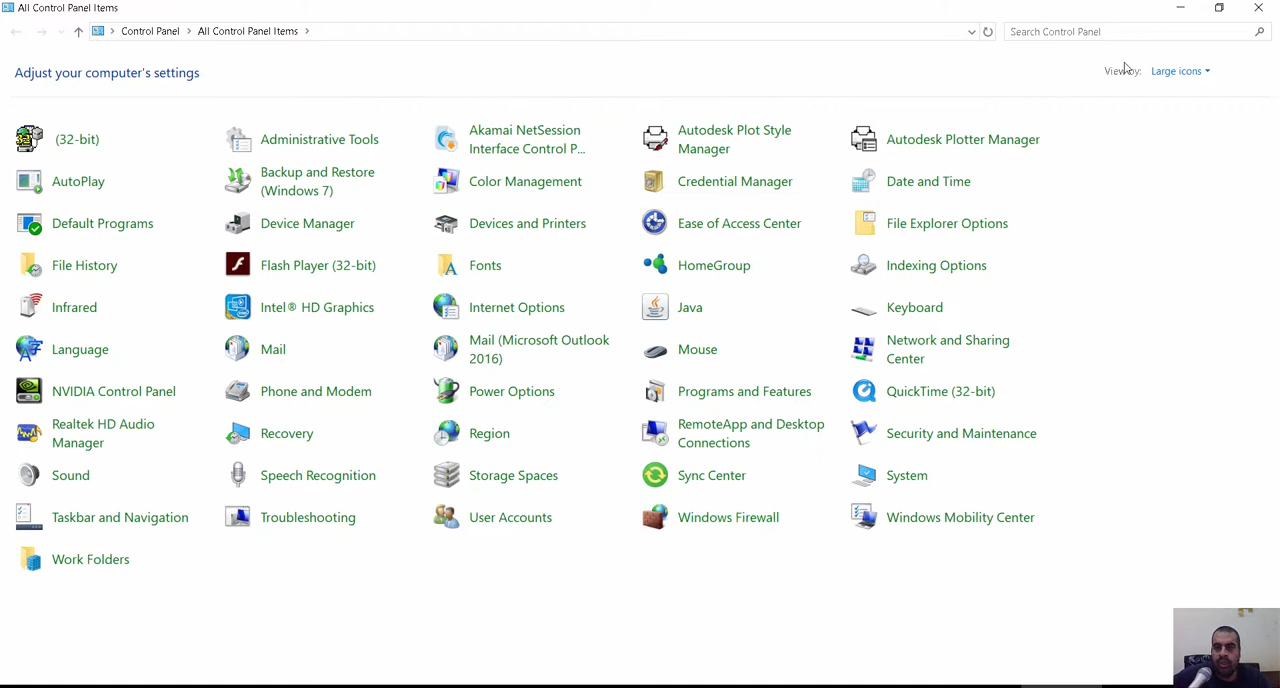 All Control Panel Items
Control Panel
All Control Panel Items
Search Control Panel
Adjust your computer's settings
View by:
Large icons
(32-bit)
Administrative Tools
Akamai NetSession
Interface Control P...
Autodesk Plot Style
Manager
Autodesk Plotter Manager
AutoPlay
Backup and Restore
(Windows 7)
Color Management
Credential Manager
Date and Time
Default Programs
Device Manager
Devices and Printers
Ease of Access Center
File Explorer Options
File History
Flash Player (32-bit)
Fonts
HomeGroup
Indexing Options
Infrared
Intel® HD Graphics
Internet Options
Java
Keyboard
Language
Mail
Mail (Microsoft Outlook
2016)
Mouse
Network and Sharing
Center
NVIDIA Control Panel
Phone and Modem
Power Options
Programs and Features
QuickTime (32-bit)
Realtek HD Audio
Manager
Recovery
Region
RemoteApp and Desktop
Connections
Security and Maintenance
Sound
Speech Recognition
Storage Spaces
Sync Center
System
Taskbar and Navigation
Troubleshooting
User Accounts
Windows Firewall
Windows Mobility Center
Work Folders